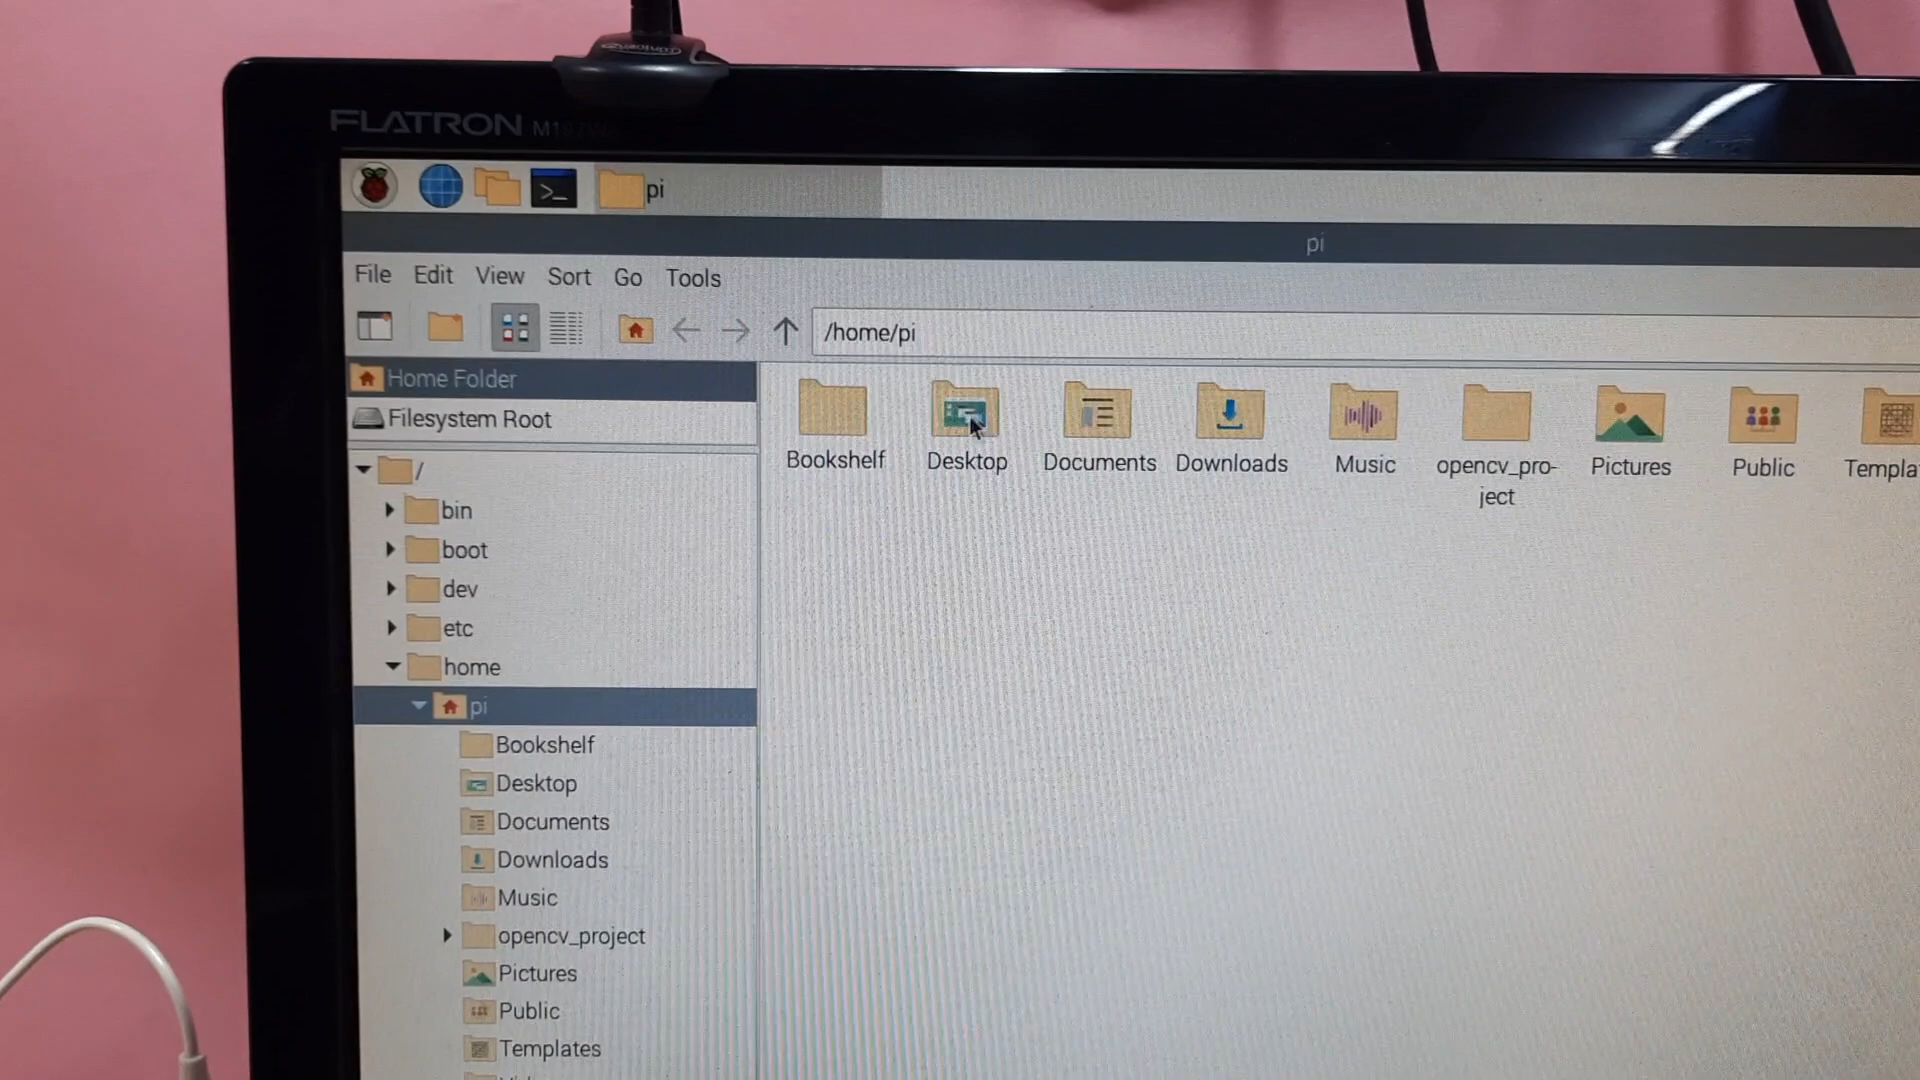 Quantum
FLATRON
pi
pi
File Edit View Sort Go Tools
/home/pi
Home Folder
Filesystem Root
/
bin
boot
dev
etc
home
pi
Bookshelf
Desktop
Documents
Downloads
Music
opencv_project
Pictures
Public
Templates
Bookshelf
Desktop
Documents
Downloads
Music
opencv_pro-
ject
Pictures
Public
Templa